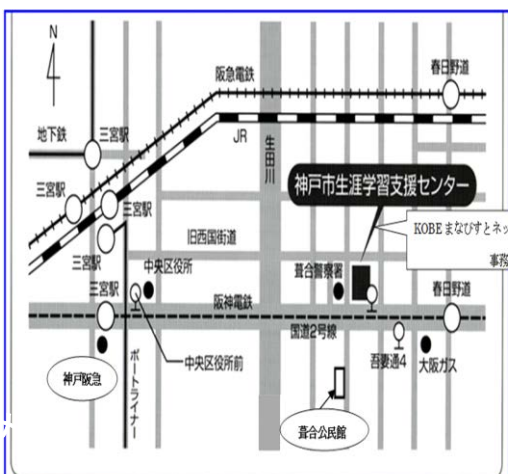 N
阪急電鉄
春日野道
地下鉄
三宮駅
JR
生田川
三宮駅
三宮駅
神戸市生涯学習支援センター
KOBEまなびすとネッ
事務
旧西国街道
三宮駅
中央区役所
葺合警察署
三宮駅
阪神電鉄
春日野道
国道2号線
神戸阪急
ポートライナー
中央区役所前
吾妻通4
大阪ガス
葺合公民館